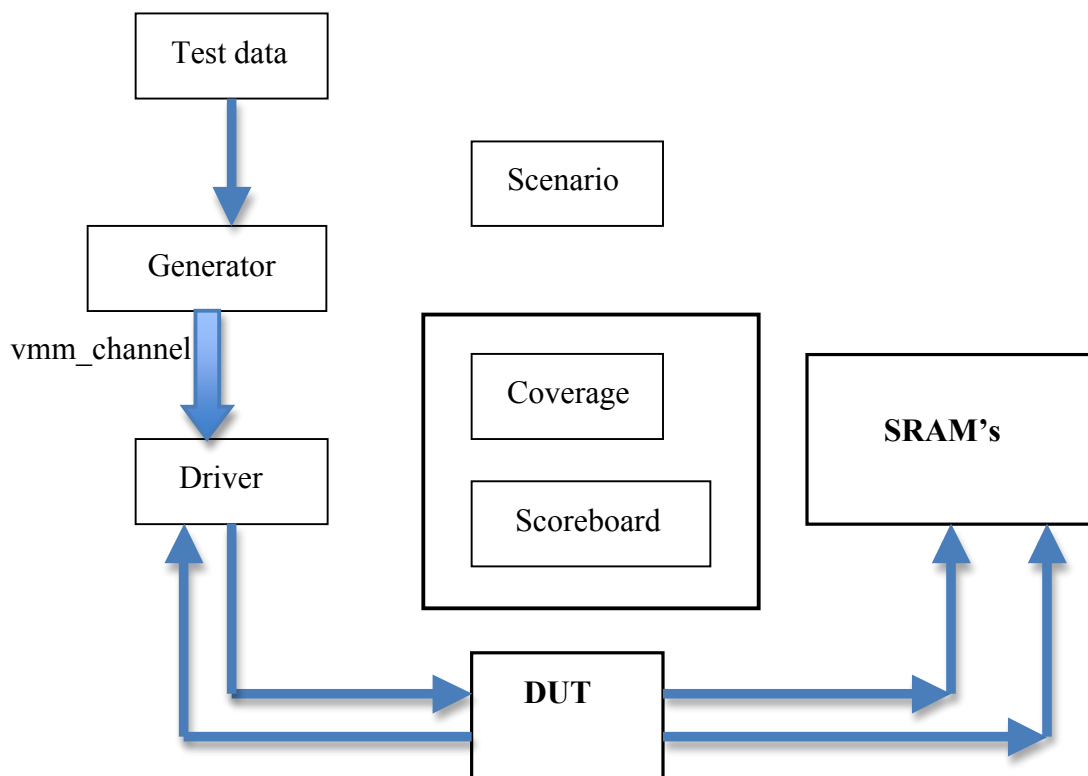 Test data
Scenario
Generator
vmm_channel
Coverage
SRAM’s
Driver
Scoreboard
DUT